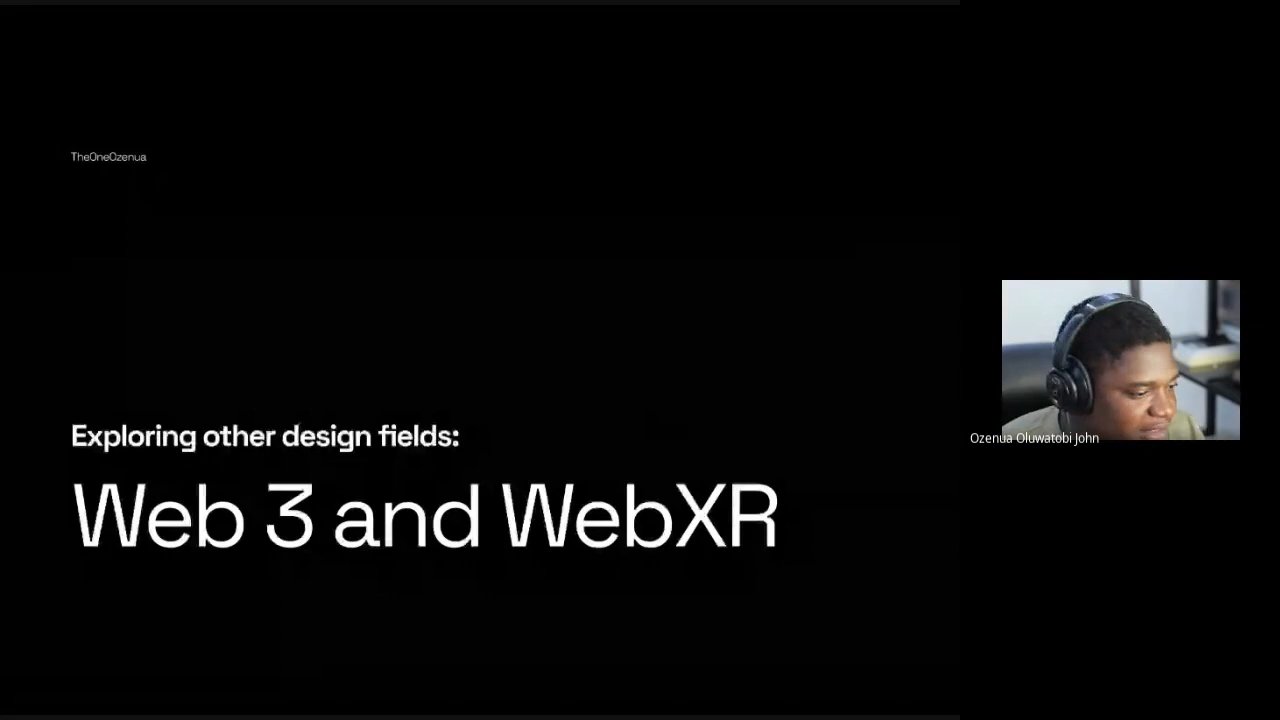 TheOneOzenua
Exploring other design fields:
Web 3 and WebXR
Ozenua Oluwatobi John